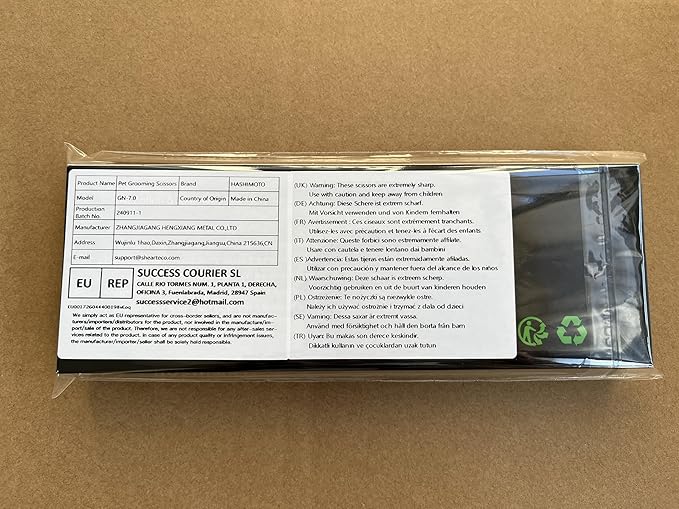 Product Name Pet Grooming Scissors Brand HASHIMOTO
Model GN-7.0 Country of Origin Made in China
Production Batch No. 240911-1
Manufacturer ZHANGJIAGANG HENGXIANG METAL CO.,LTD
Address Wujinlu 1hao,Daxin,Zhangjiagang,Jiangsu,China 215636,CN
E-mail support@shearteco.com
EU REP
SUCCESS COURIER SL
CALLE RIO TORMES NUM. 1, PLANTA 1, DERECHA,
OFICINA 3, Fuenlabrada, Madrid, 28947 Spain
successservice2@hotmail.com
We simply act as EU representative for cross-border sellers, and are not manufac-
turers/importers/distributors for the product, nor involved in the manufacture/im-
port/sale of the product. Therefore, we are not responsible for any after-sales ser-
vices related to the product. in case of any product quality or Infringement issues,
the manufacturer/importer/seller shall be solely held responsible.
(UK) Warning: These scissors are extremely sharp.
Use with caution and keep away from children
(DE) Achtung: Diese Schere ist extrem scharf.
Mit Vorsicht verwenden und von Kindern fernhalten
(FR) Avertissement : Ces ciseaux sont extrêmement tranchants.
Utilisez-les avec précaution et tenez-les à l'écart des enfants
(IT) Attenzione: Queste forbici sono estremamente affilate.
Usare con cautela e tenere lontano dai bambini
(ES) ¡Advertencia: Estas tijeras están extremadamente afiladas.
Utilizar con precaución y mantener fuera del alcance de los niños
(NL) Waarschuwing: Deze schaar is extreem scherp.
Voorzichtig gebruiken en uit de buurt van kinderen houden
(PL) Ostrzeżenie: Te nożyczki są niezwykle ostre.
Należy ich używać ostrożnie i trzymać z dala od dzieci
(SE) Varning: Dessa saxar är extremt vassa.
Använd med försiktighet och håll den borta från barn
(TR) Uyarı: Bu makas son derece keskindir.
Dikkatli kullanın ve çocuklardan uzak tutun